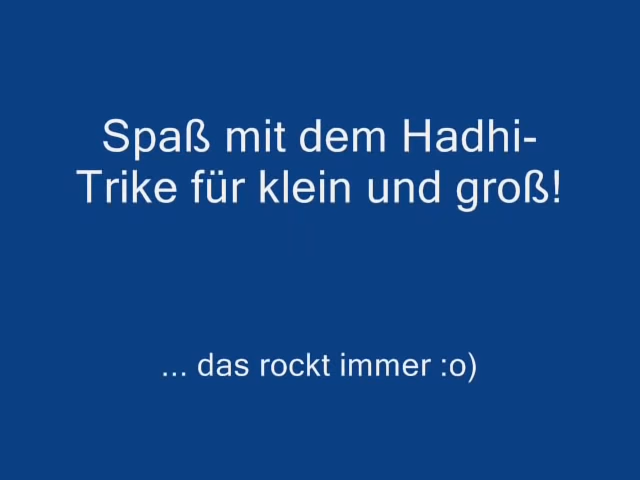 Spaß mit dem Hadhi-
Trike für klein und groß!
... das rockt immer :o)